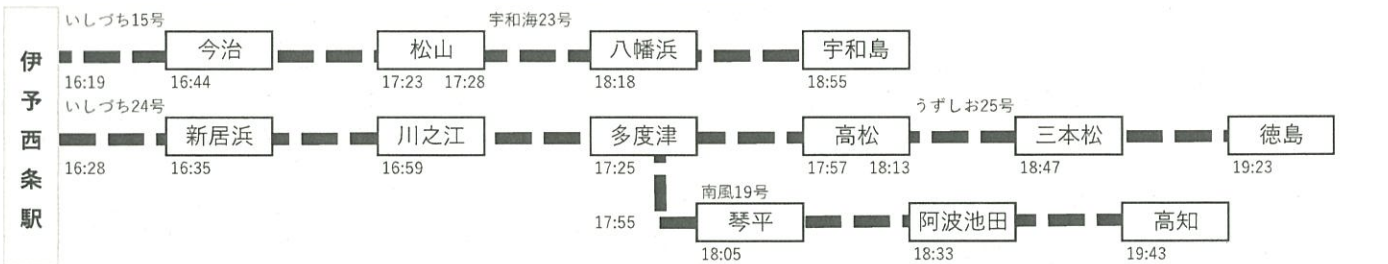 伊予西条駅
いしづち15号 宇和海23号
今治 松山 八幡浜 宇和島
16:19 16:44 17:23 17:28 18:18 18:55
いしづち24号 うずしお25号
新居浜 川之江 多度津 高松 三本松 徳島
16:28 16:35 16:59 17:25 17:57 18:13 18:47 19:23
南風19号
17:55 琴平 阿波池田 高知
18:05 18:33 19:43